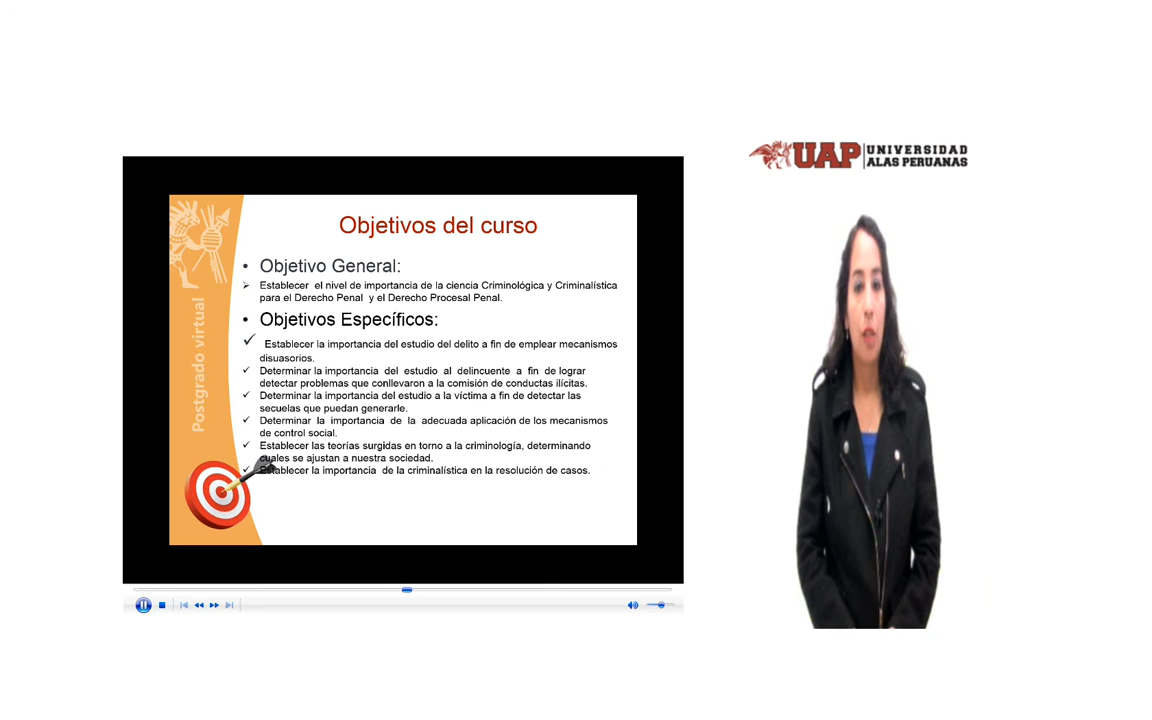 UAP UNIVERSIDAD
ALAS PERUANAS
Postgrado virtual
Objetivos del curso
• Objetivo General:
➢ Establecer el nivel de importancia de la ciencia Criminológica y Criminalística
para el Derecho Penal y el Derecho Procesal Penal.
• Objetivos Específicos:
✓ Establecer la importancia del estudio del delito a fin de emplear mecanismos
disuasorios.
✓ Determinar la importancia del estudio al delincuente a fin de lograr
detectar problemas que conllevaron a la comisión de conductas ilícitas.
✓ Determinar la importancia del estudio a la víctima a fin de detectar las
secuelas que puedan generarle.
✓ Determinar la importancia de la adecuada aplicación de los mecanismos
de control social.
✓ Establecer las teorías surgidas en torno a la criminología, determinando
cuales se ajustan a nuestra sociedad.
✓ Establecer la importancia de la criminalística en la resolución de casos.